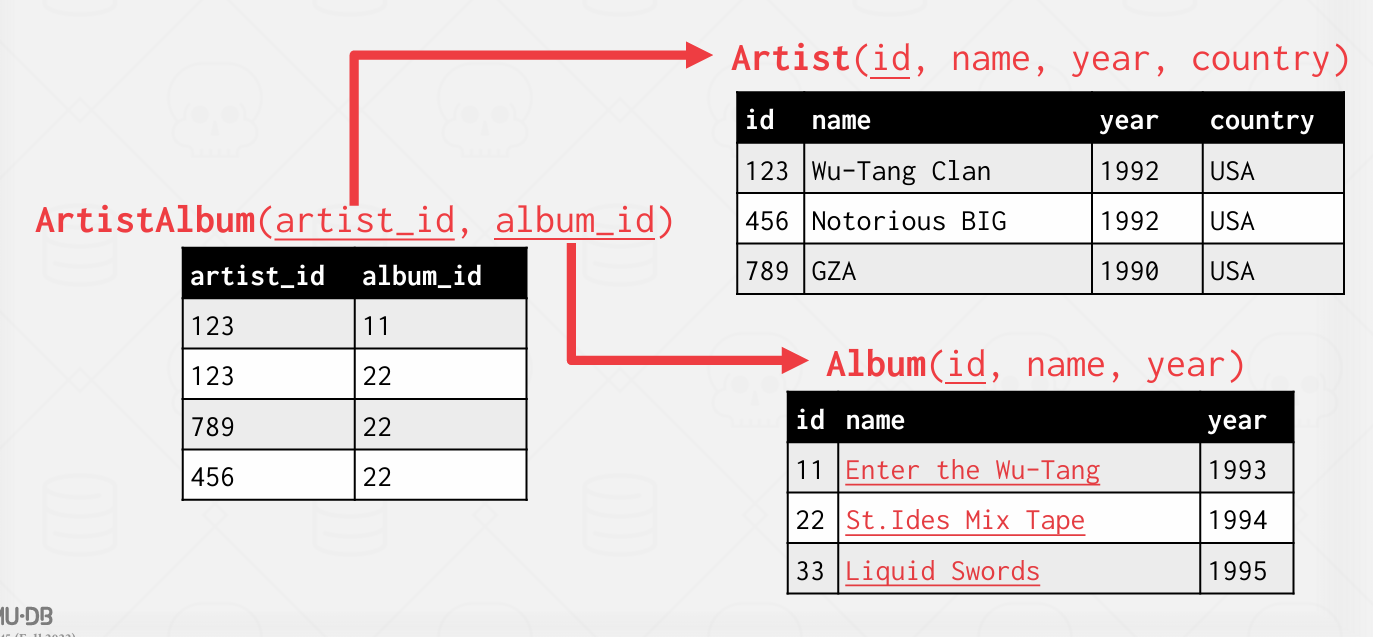 Artist(id, name, year, country)
id name year country
123 Wu-Tang Clan 1992 USA
456 Notorious BIG 1992 USA
789 GZA 1990 USA
ArtistAlbum(artist_id, album_id)
artist_id album_id
123 11
123 22
789 22
456 22
Album(id, name, year)
id name year
11 Enter the Wu-Tang 1993
22 St.Ides Mix Tape 1994
33 Liquid Swords 1995
MU·DB